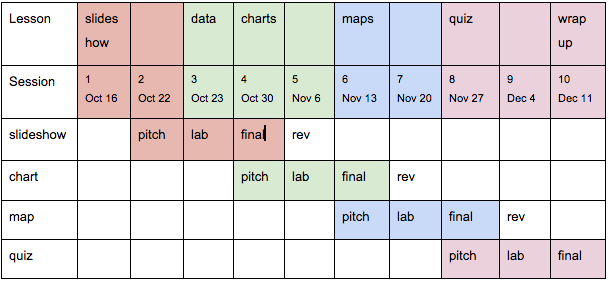 Lesson slides show data charts maps quiz wrap up
Session 1 Oct 16 2 Oct 22 3 Oct 23 4 Oct 30 5 Nov 6 6 Nov 13 7 Nov 20 8 Nov 27 9 Dec 4 10 Dec 11
slideshow pitch lab final rev
chart pitch lab final rev
map pitch lab final rev
quiz pitch lab final